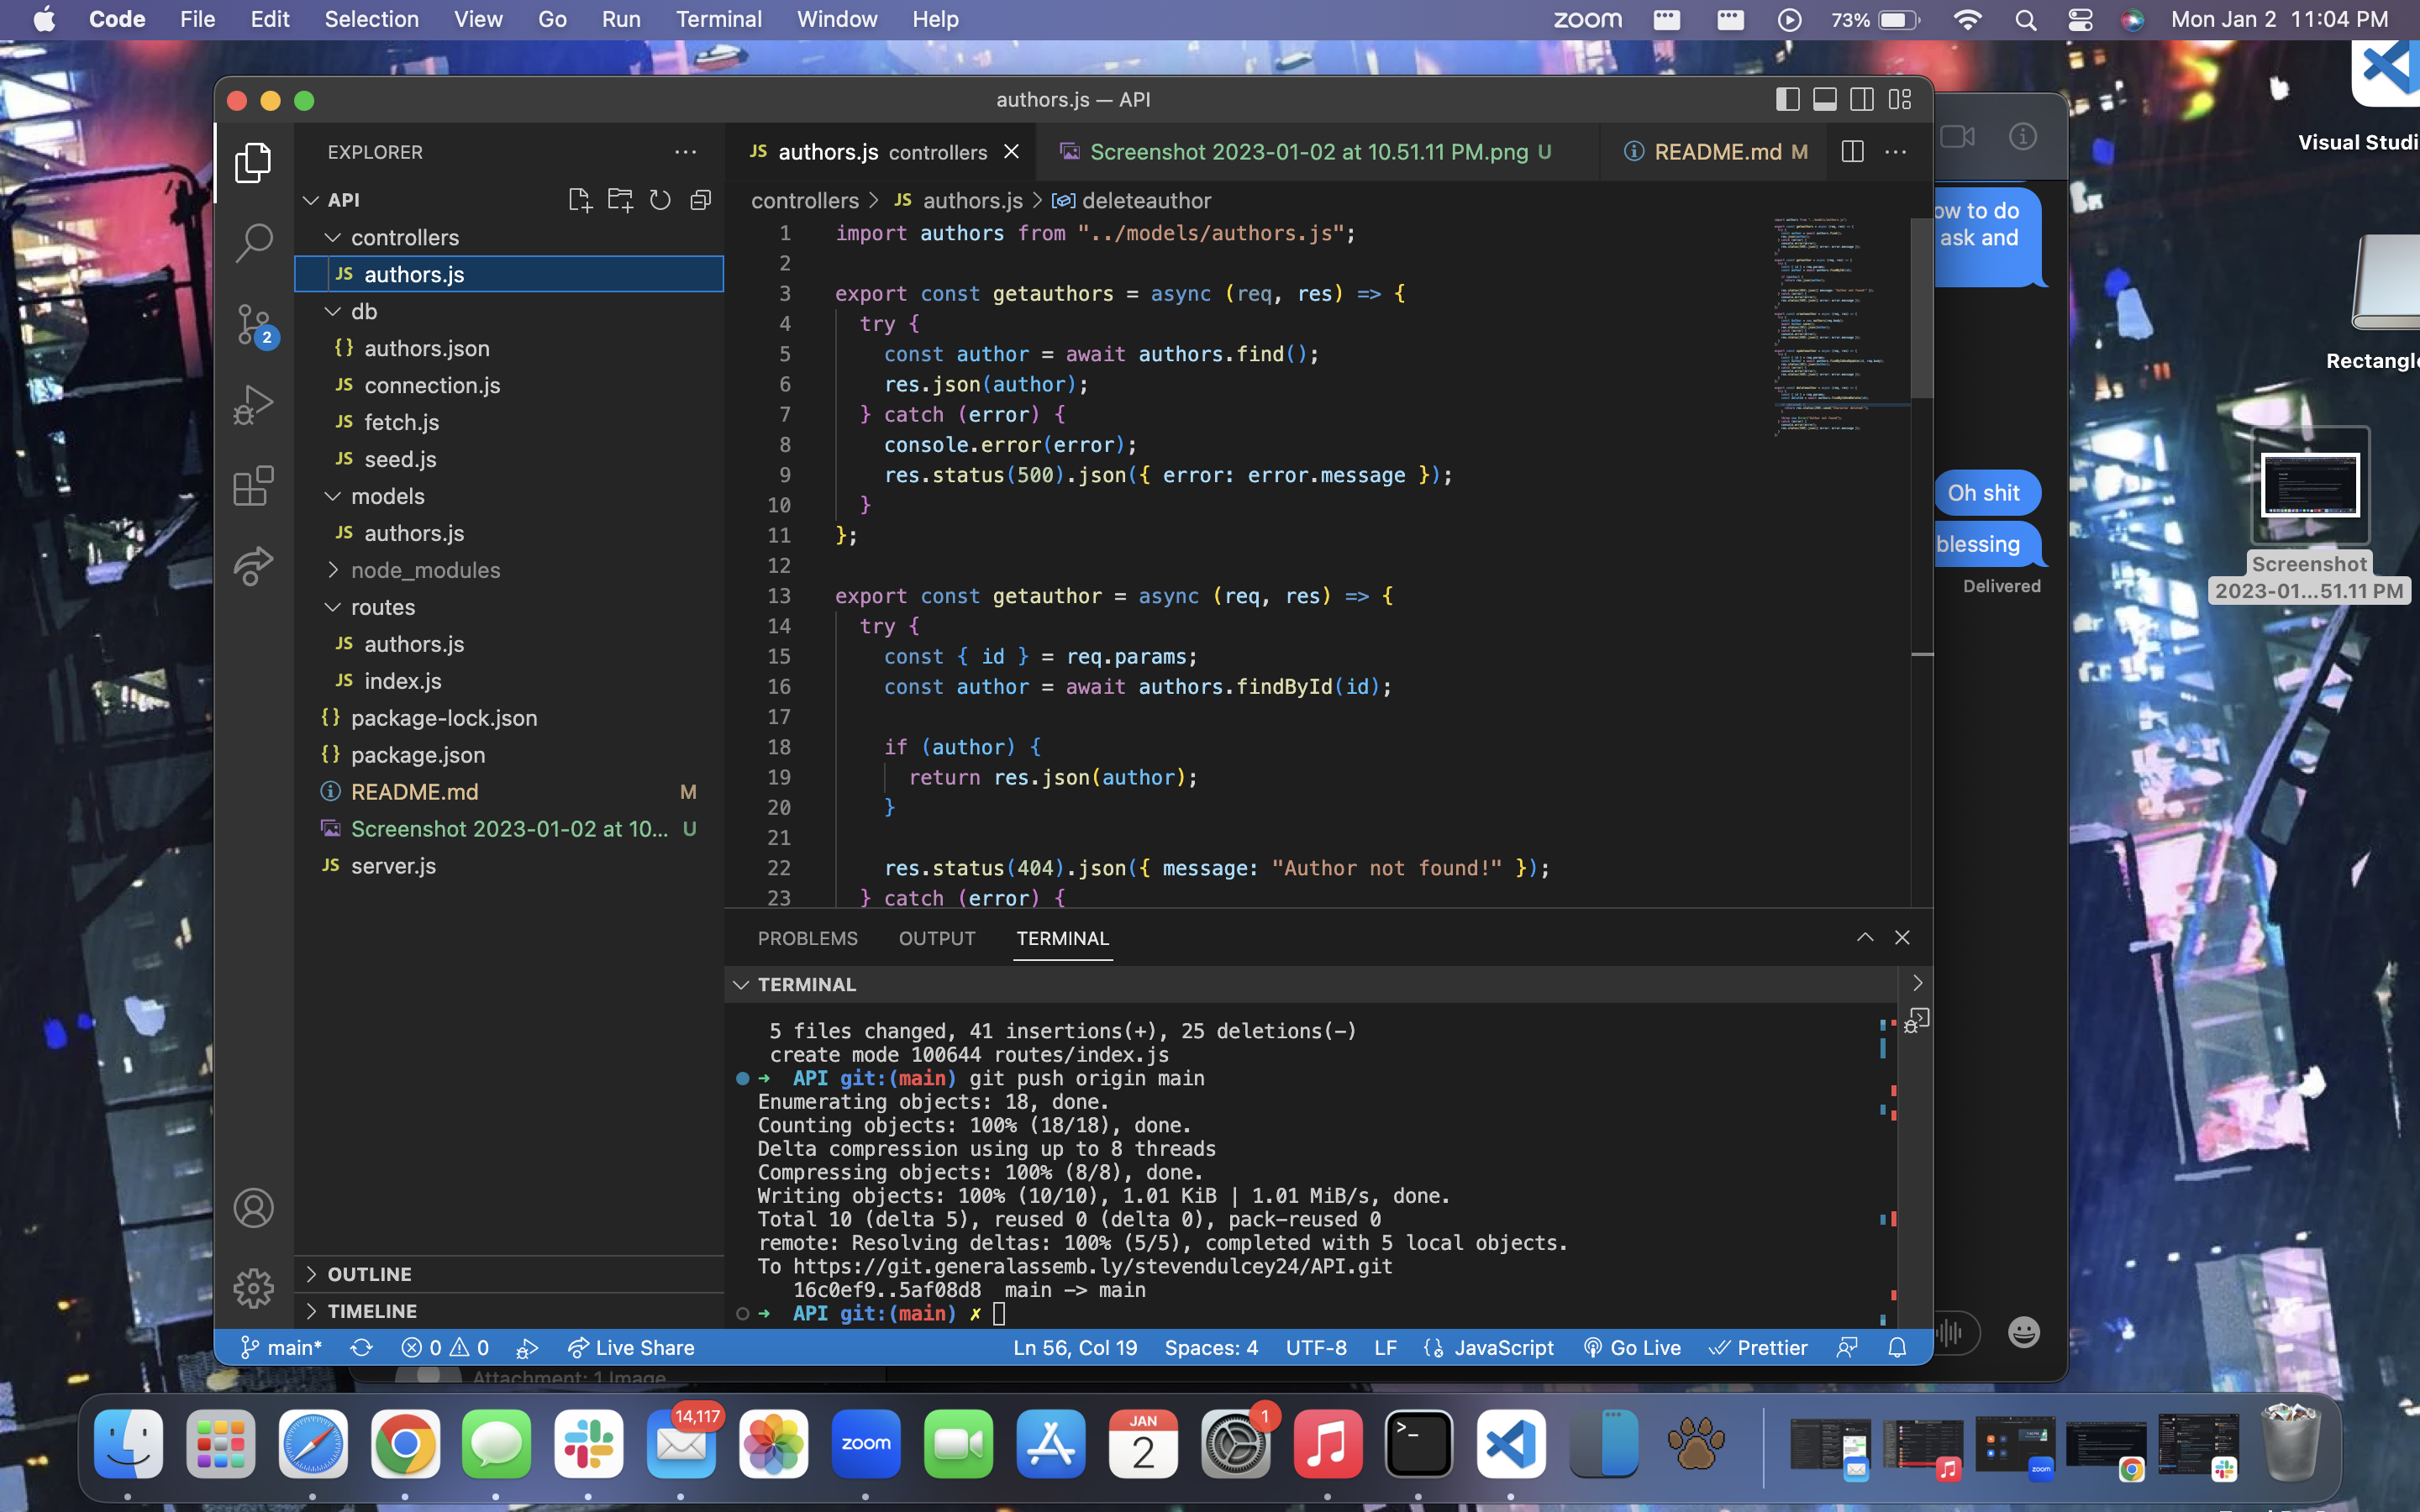 Code File Edit Selection View Go Run Terminal Window Help
zoom 73% Mon Jan 2 11:04 PM
authors.js — API
EXPLORER
API
controllers
JS authors.js
db
{} authors.json
JS connection.js
JS fetch.js
JS seed.js
models
JS authors.js
node_modules
routes
JS authors.js
JS index.js
{} package-lock.json
{} package.json
README.md M
Screenshot 2023-01-02 at 10... U
JS server.js
OUTLINE
TIMELINE
2
JS authors.js controllers
Screenshot 2023-01-02 at 10.51.11 PM.png U
README.md M
controllers > JS authors.js > deleteauthor
1 import authors from "../models/authors.js";
2
3 export const getauthors = async (req, res) => {
4 try {
5 const author = await authors.find();
6 res.json(author);
7 } catch (error) {
8 console.error(error);
9 res.status(500).json({ error: error.message });
10 }
11 };
12
13 export const getauthor = async (req, res) => {
14 try {
15 const { id } = req.params;
16 const author = await authors.findById(id);
17
18 if (author) {
19 return res.json(author);
20 }
21
22 res.status(404).json({ message: "Author not found!" });
23 } catch (error) {
PROBLEMS OUTPUT TERMINAL
TERMINAL
5 files changed, 41 insertions(+), 25 deletions(-)
create mode 100644 routes/index.js
➜ API git:(main) git push origin main
Enumerating objects: 18, done.
Counting objects: 100% (18/18), done.
Delta compression using up to 8 threads
Compressing objects: 100% (8/8), done.
Writing objects: 100% (10/10), 1.01 KiB | 1.01 MiB/s, done.
Total 10 (delta 5), reused 0 (delta 0), pack-reused 0
remote: Resolving deltas: 100% (5/5), completed with 5 local objects.
To https://git.generalassemb.ly/stevendulcey24/API.git
16c0ef9..5af08d8 main -> main
➜ API git:(main) ✗
main* 0 0 Live Share Ln 56, Col 19 Spaces: 4 UTF-8 LF JavaScript Go Live Prettier
Attachment: 1 Image
ow to do
ask and
Oh shit
blessing
Delivered
Visual Studi
Rectangle
Screenshot
2023-01...51.11 PM
14,117
zoom
JAN
2
1
zoom